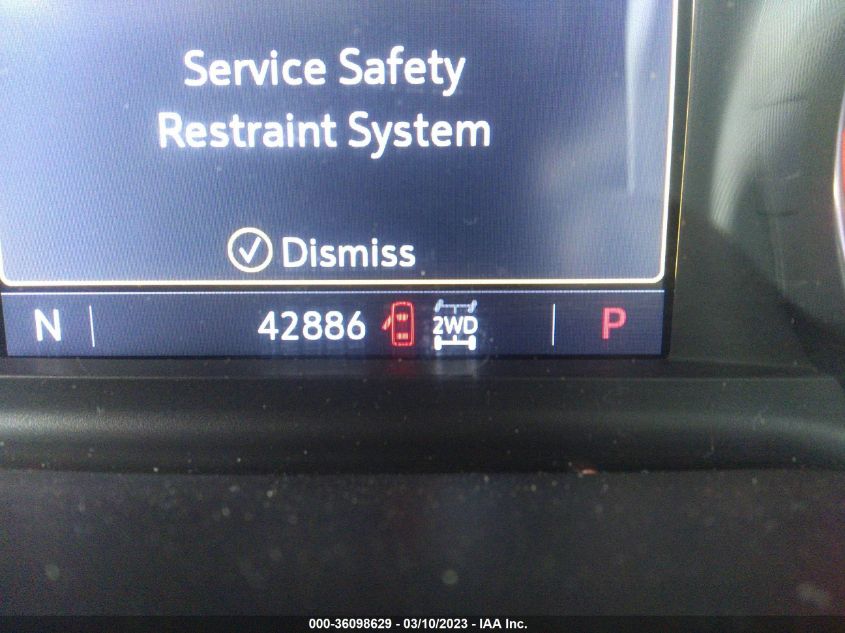 Service Safety
Restraint System
Dismiss
N 42886 2WD P
000-36098629 - 03/10/2023 - IAA Inc.